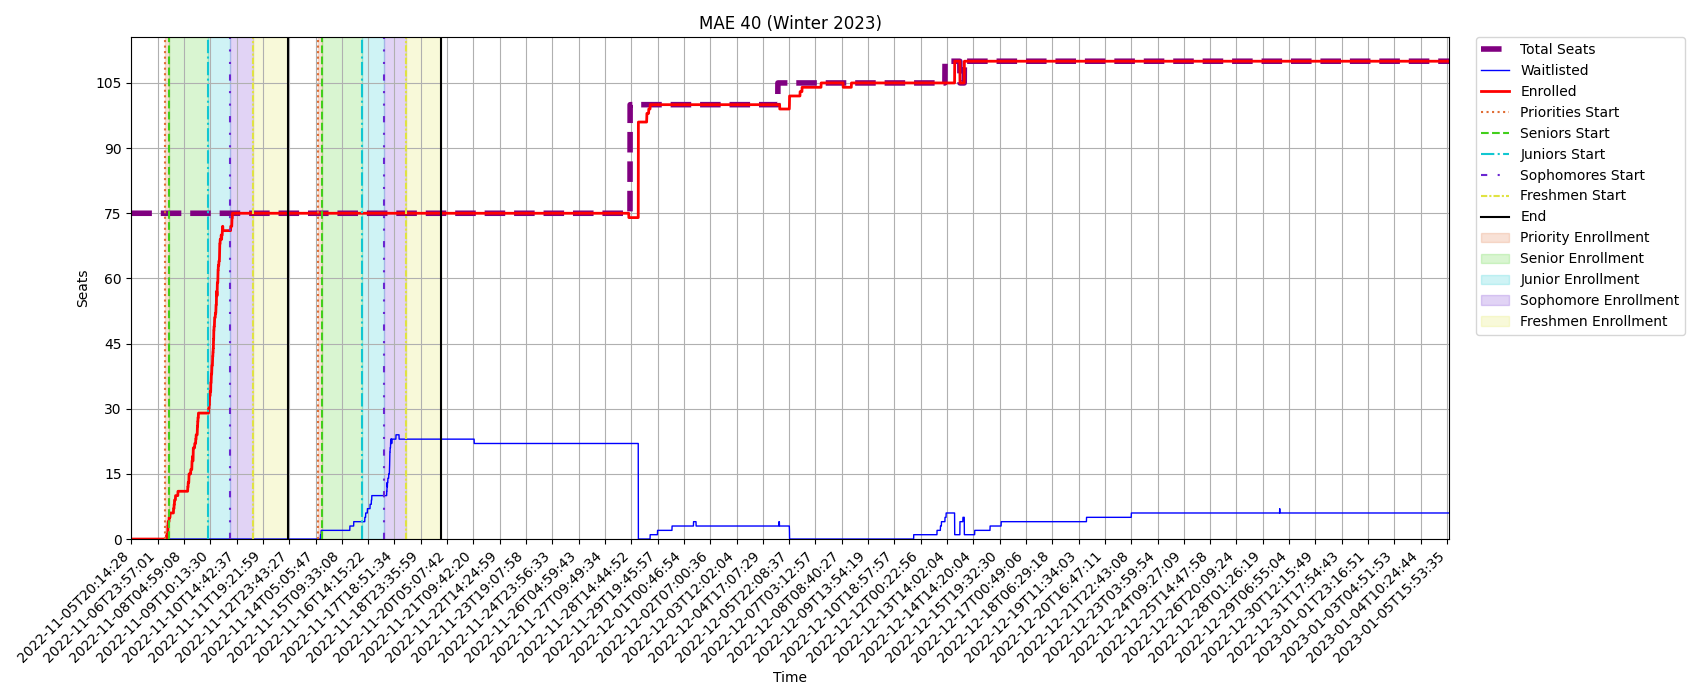 MAE 40 (Winter 2023)
Seats
105
90
75
60
45
30
15
0
2022-11-05T20:14:28
2022-11-06T23:57:01
2022-11-08T04:59:08
2022-11-09T10:13:30
2022-11-10T14:42:37
2022-11-11T19:21:59
2022-11-12T23:43:27
2022-11-14T05:05:47
2022-11-15T09:33:08
2022-11-16T14:15:22
2022-11-17T18:51:34
2022-11-18T23:35:59
2022-11-20T05:07:42
2022-11-21T09:42:20
2022-11-22T14:24:59
2022-11-23T19:07:58
2022-11-24T23:56:33
2022-11-26T04:59:43
2022-11-27T09:49:34
2022-11-28T14:44:52
2022-11-29T19:45:57
2022-12-01T00:46:54
2022-12-02T07:00:36
2022-12-03T12:02:04
2022-12-04T17:07:29
2022-12-05T22:08:37
2022-12-07T03:12:57
2022-12-08T08:40:27
2022-12-09T13:54:19
2022-12-10T18:57:57
2022-12-12T00:22:56
2022-12-13T14:02:04
2022-12-14T14:20:04
2022-12-15T19:32:30
2022-12-17T00:49:06
2022-12-18T06:29:18
2022-12-19T11:34:03
2022-12-20T16:47:11
2022-12-21T22:43:08
2022-12-23T03:59:54
2022-12-24T09:27:09
2022-12-25T14:47:58
2022-12-26T20:09:24
2022-12-28T01:26:19
2022-12-29T06:55:04
2022-12-30T12:15:49
2022-12-31T17:54:43
2023-01-01T23:16:51
2023-01-03T04:51:53
2023-01-04T10:24:44
2023-01-05T15:53:35
Time
Total Seats
Waitlisted
Enrolled
Priorities Start
Seniors Start
Juniors Start
Sophomores Start
Freshmen Start
End
Priority Enrollment
Senior Enrollment
Junior Enrollment
Sophomore Enrollment
Freshmen Enrollment